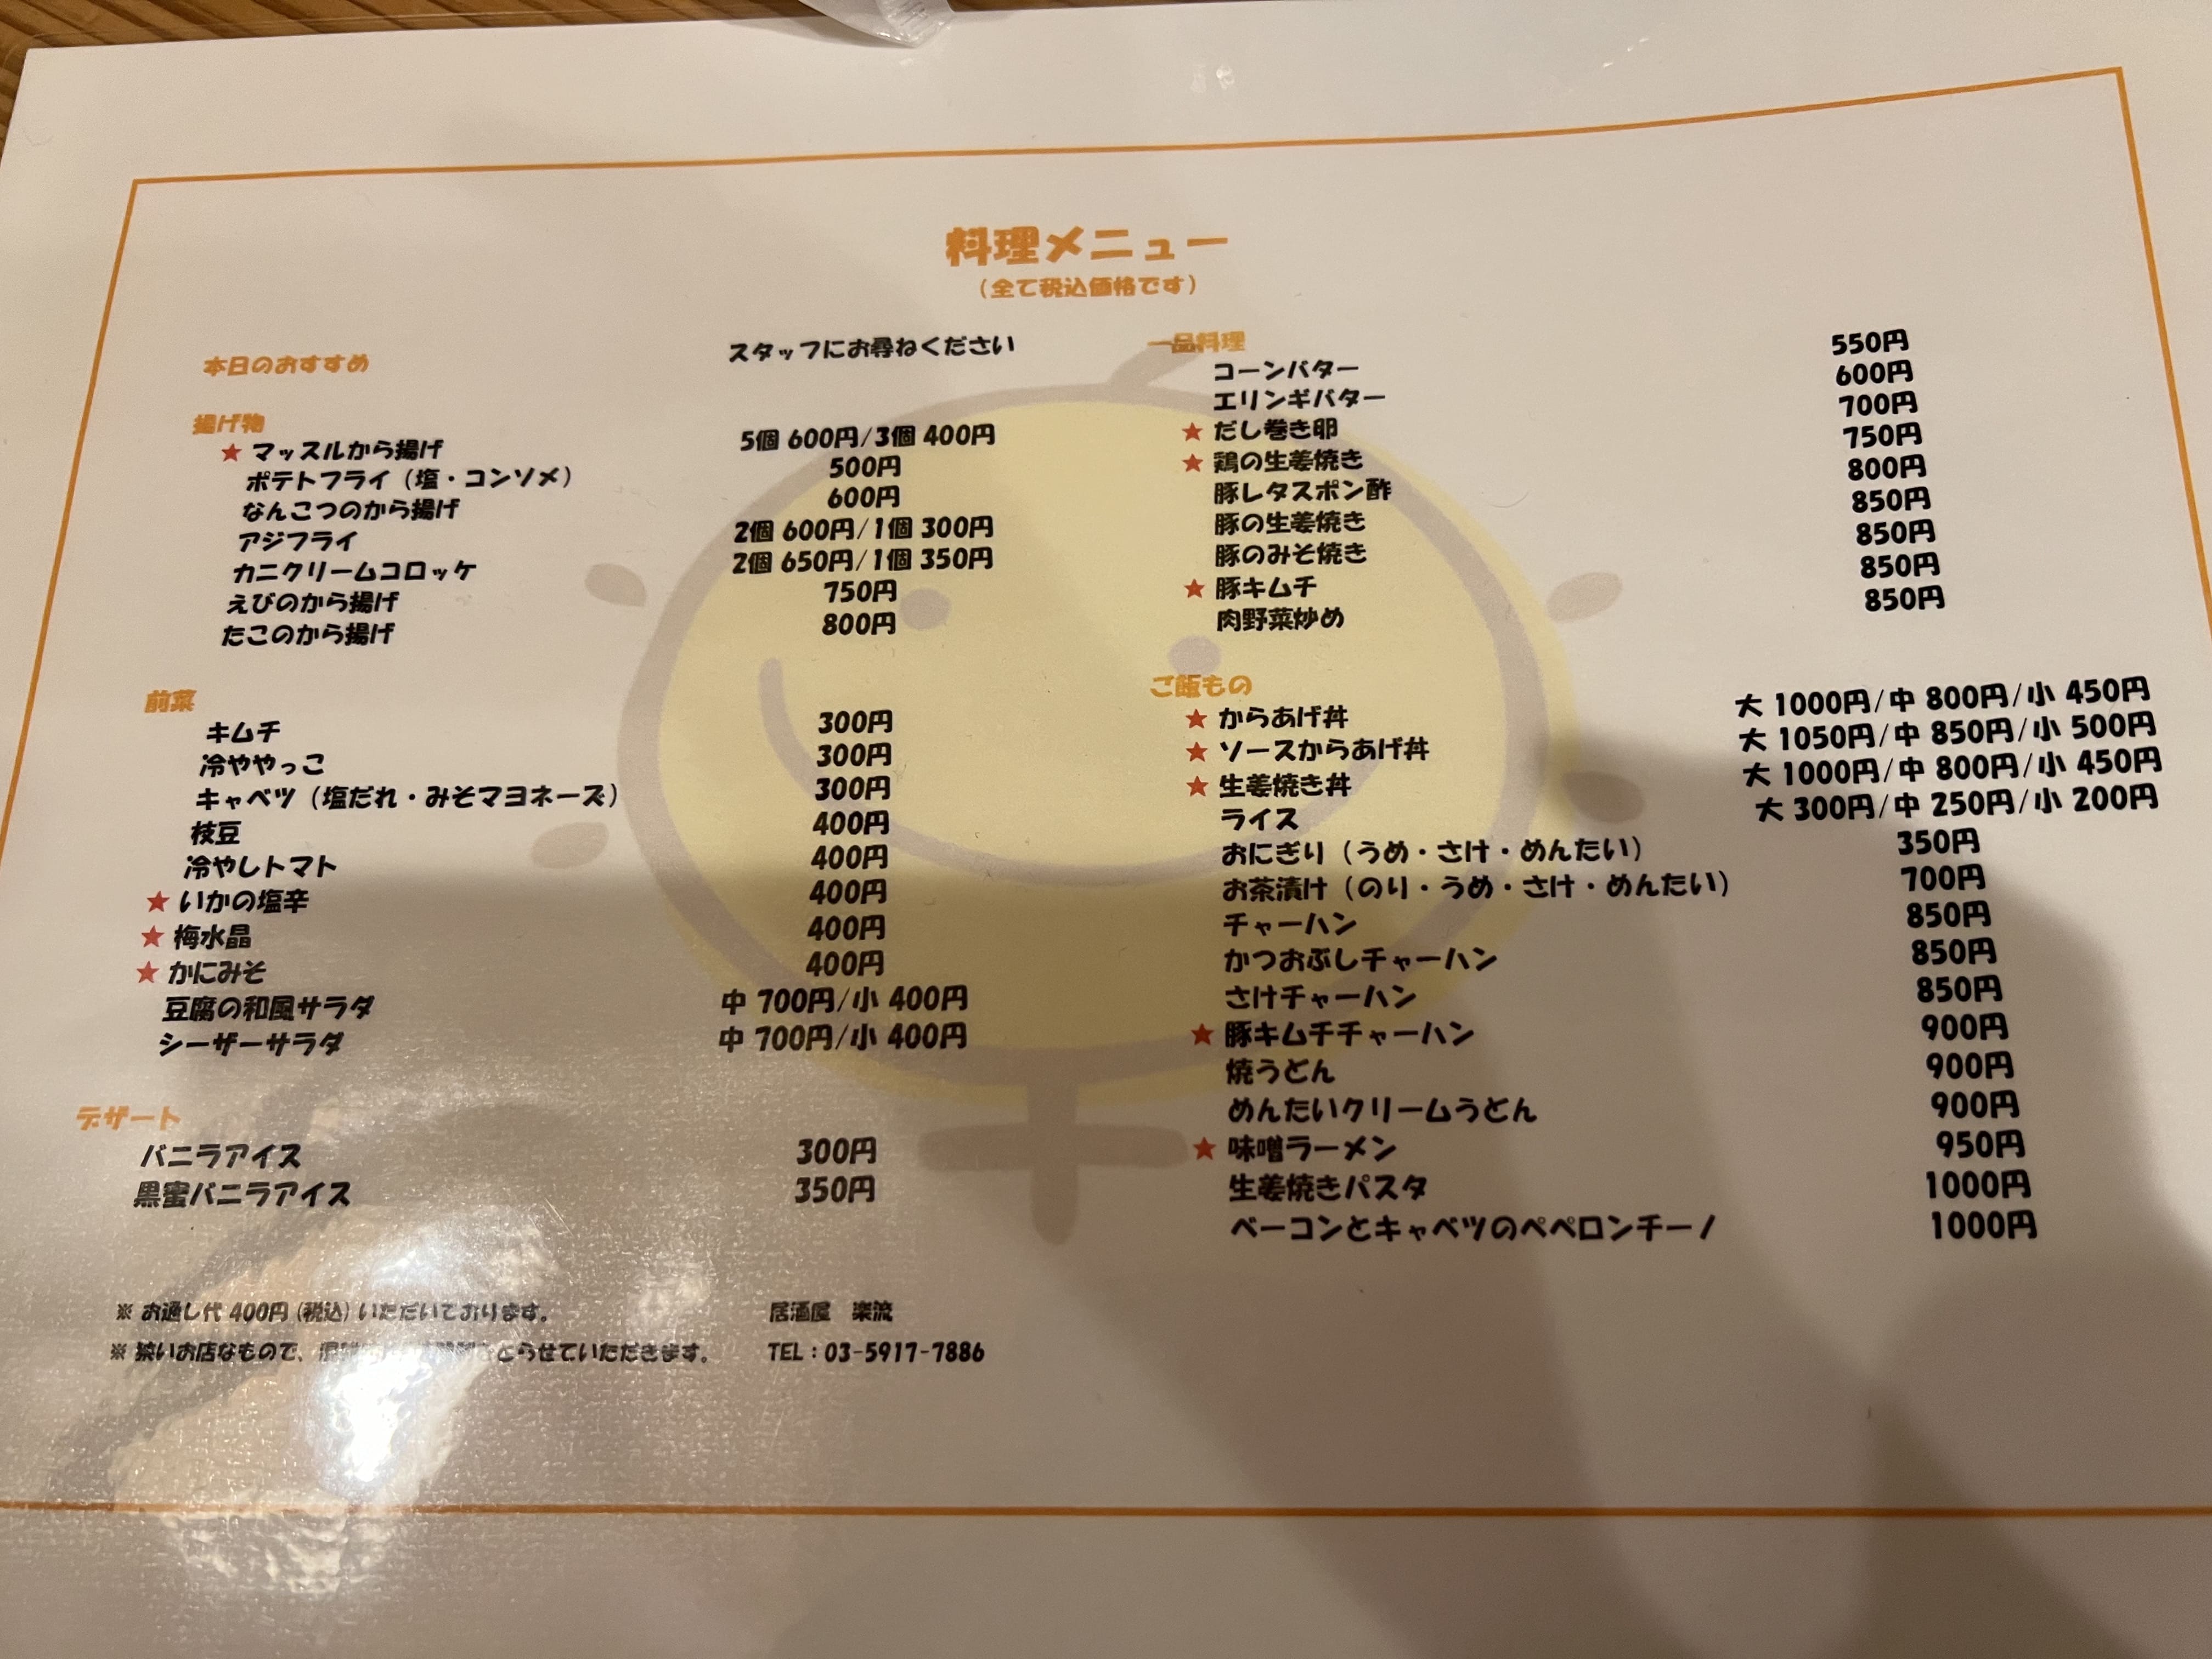 料理メニュー
（全て税込価格です）
本日のおすすめ スタッフにお尋ねください
揚げ物
★ マッスルから揚げ 5個 600円/3個 400円
ポテトフライ（塩・コンソメ） 500円
なんこつのから揚げ 600円
アジフライ 2個 600円/1個 300円
カニクリームコロッケ 2個 650円/1個 350円
えびのから揚げ 750円
たこのから揚げ 800円
前菜
キムチ 300円
冷ややっこ 300円
キャベツ（塩だれ・みそマヨネーズ） 300円
枝豆 400円
冷やしトマト 400円
★ いかの塩辛 400円
★ 梅水晶 400円
★ かにみそ 400円
豆腐の和風サラダ 中 700円/小 400円
シーザーサラダ 中 700円/小 400円
デザート
バニラアイス 300円
黒蜜バニラアイス 350円
※ お通し代 400円（税込）いただいております。
※ 狭いお店なもので、 とらせていただきます。
居酒屋 楽流
TEL：03-5917-7886
一品料理
コーンバター 550円
エリンギバター 600円
★ だし巻き卵 700円
★ 鶏の生姜焼き 750円
豚レタスポン酢 800円
豚の生姜焼き 850円
豚のみそ焼き 850円
★ 豚キムチ 850円
肉野菜炒め 850円
ご飯もの
★ からあげ丼 大 1000円/中 800円/小 450円
★ ソースからあげ丼 大 1050円/中 850円/小 500円
★ 生姜焼き丼 大 1000円/中 800円/小 450円
ライス 大 300円/中 250円/小 200円
おにぎり（うめ・さけ・めんたい） 350円
お茶漬け（のり・うめ・さけ・めんたい） 700円
チャーハン 850円
かつおぶしチャーハン 850円
さけチャーハン 850円
★ 豚キムチチャーハン 900円
焼うどん 900円
めんたいクリームうどん 900円
★ 味噌ラーメン 950円
生姜焼きパスタ 1000円
ベーコンとキャベツのペペロンチーノ 1000円